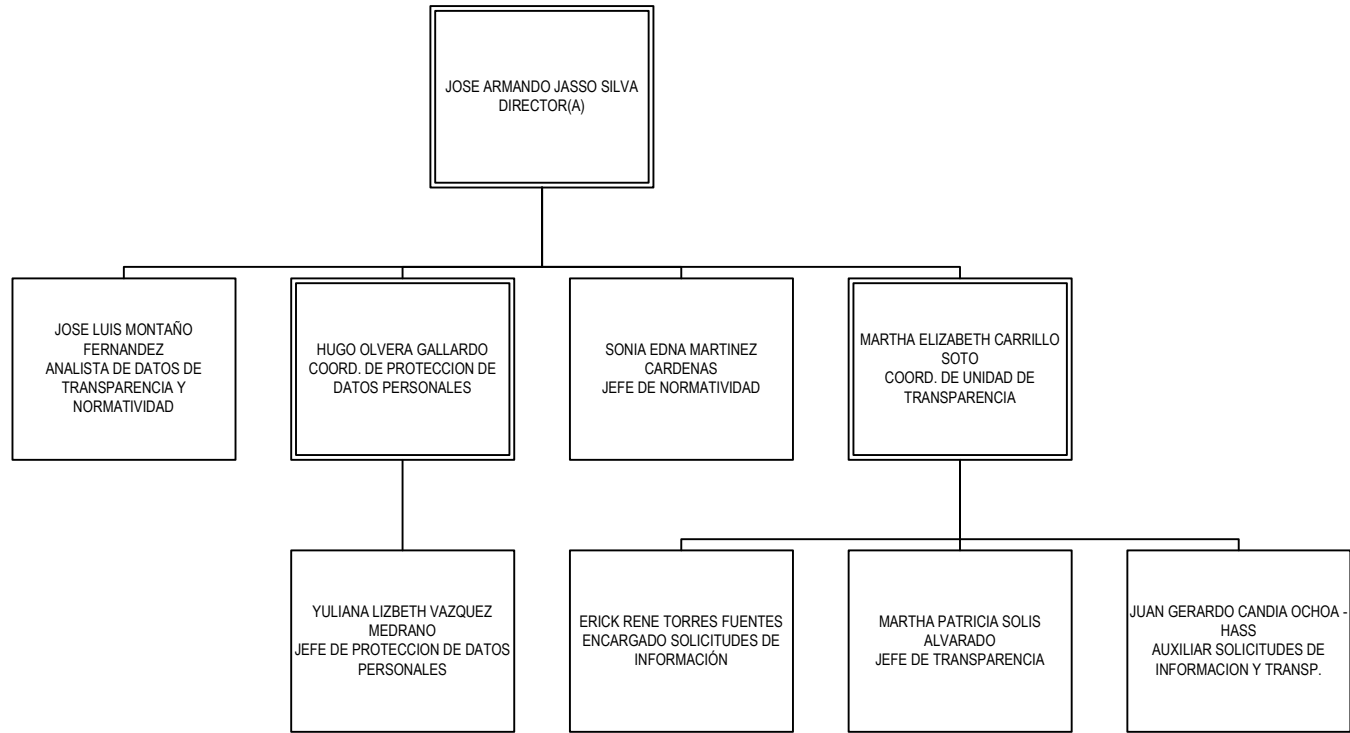 JOSE ARMANDO JASSO SILVA
DIRECTOR(A)
JOSE LUIS MONTAÑO
FERNANDEZ
ANALISTA DE DATOS DE
TRANSPARENCIA Y
NORMATIVIDAD
HUGO OLVERA GALLARDO
COORD. DE PROTECCION DE
DATOS PERSONALES
SONIA EDNA MARTINEZ
CARDENAS
JEFE DE NORMATIVIDAD
MARTHA ELIZABETH CARRILLO
SOTO
COORD. DE UNIDAD DE
TRANSPARENCIA
YULIANA LIZBETH VAZQUEZ
MEDRANO
JEFE DE PROTECCION DE DATOS
PERSONALES
ERICK RENE TORRES FUENTES
ENCARGADO SOLICITUDES DE
INFORMACIÓN
MARTHA PATRICIA SOLIS
ALVARADO
JEFE DE TRANSPARENCIA
JUAN GERARDO CANDIA OCHOA -
HASS
AUXILIAR SOLICITUDES DE
INFORMACION Y TRANSP.